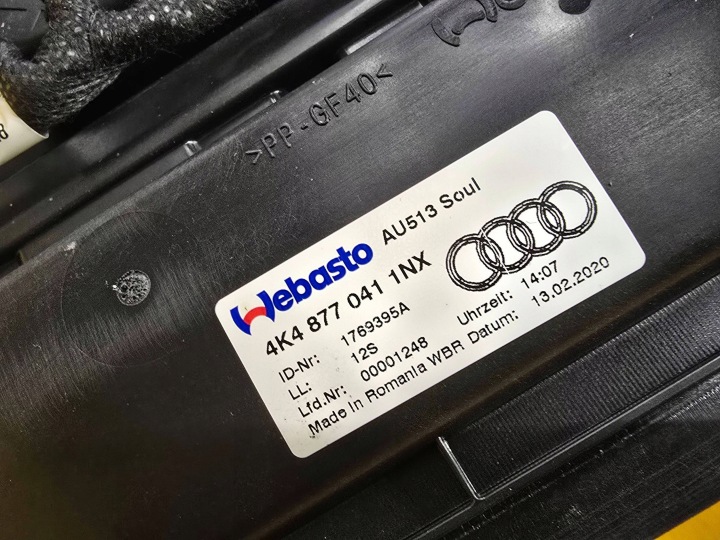 >PP-GF40<
Webasto AU513 Soul
4K4 877 041 1NX
ID-Nr: 1769395A
LL: 12S Uhrzeit: 14:07
Lfd.Nr: 00001248 Datum: 13.02.2020
Made in Romania WBR